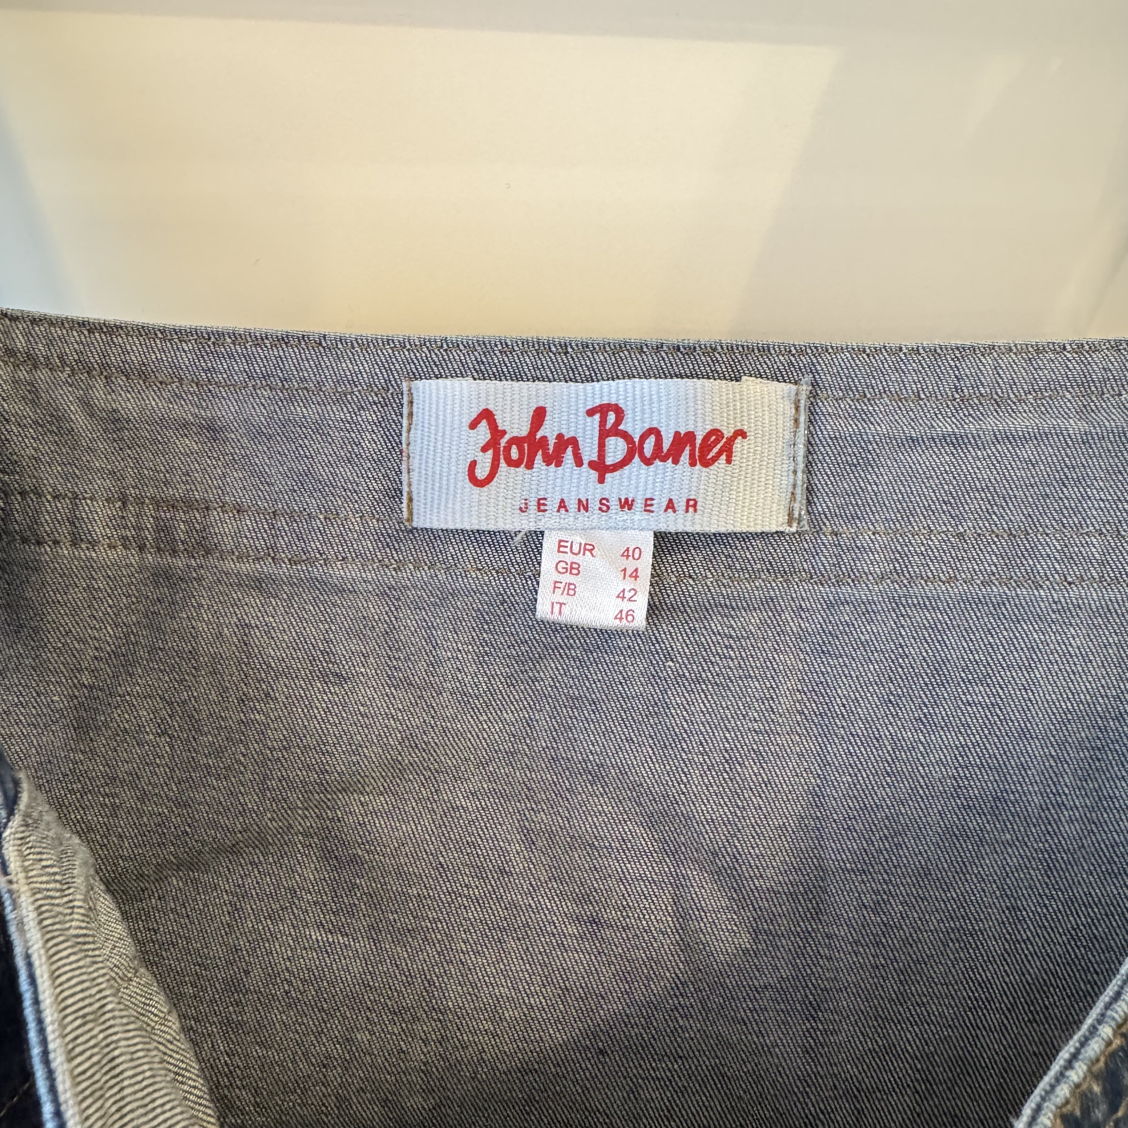 John Baner
JEANSWEAR
EUR 40
GB 14
F/B 42
IT 46